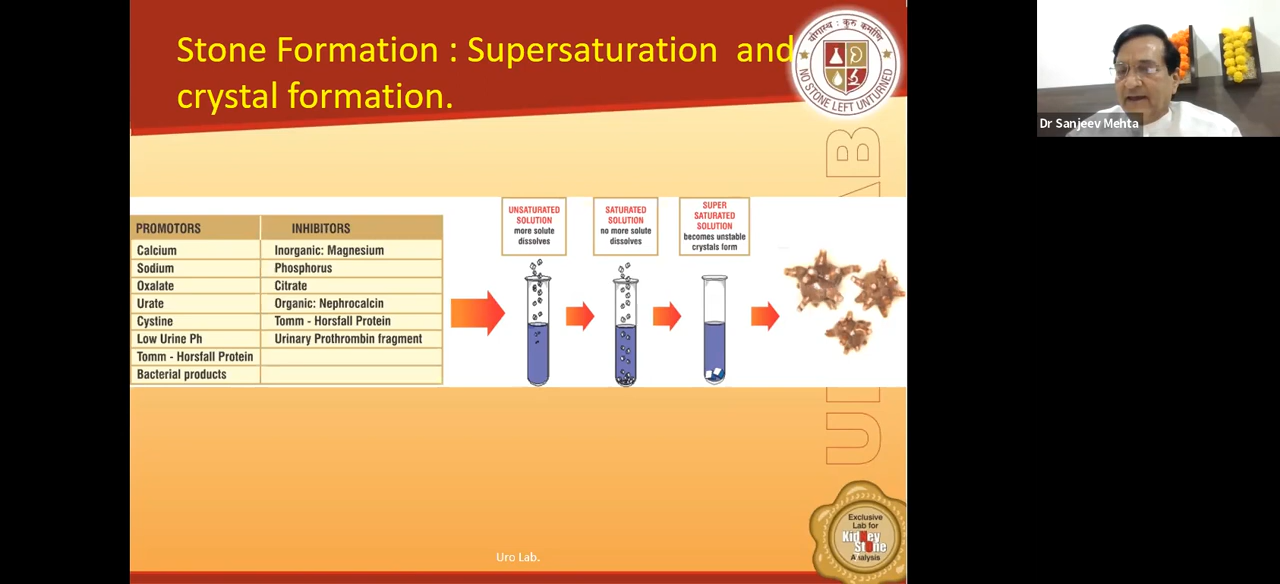 Stone Formation : Supersaturation and
crystal formation.
योगस्थः कुरु कर्माणि
NO STONE LEFT UNTURNED
Dr Sanjeev Mehta
PROMOTORS INHIBITORS
Calcium Inorganic: Magnesium
Sodium Phosphorus
Oxalate Citrate
Urate Organic: Nephrocalcin
Cystine Tomm - Horsfall Protein
Low Urine Ph Urinary Prothrombin fragment
Tomm - Horsfall Protein
Bacterial products
UNSATURATED
SOLUTION
more solute
dissolves
SATURATED
SOLUTION
no more solute
dissolves
SUPER
SATURATED
SOLUTION
becomes unstable
crystals form
Exclusive
Lab for
Kidney
Stone
Analysis
Uro Lab.